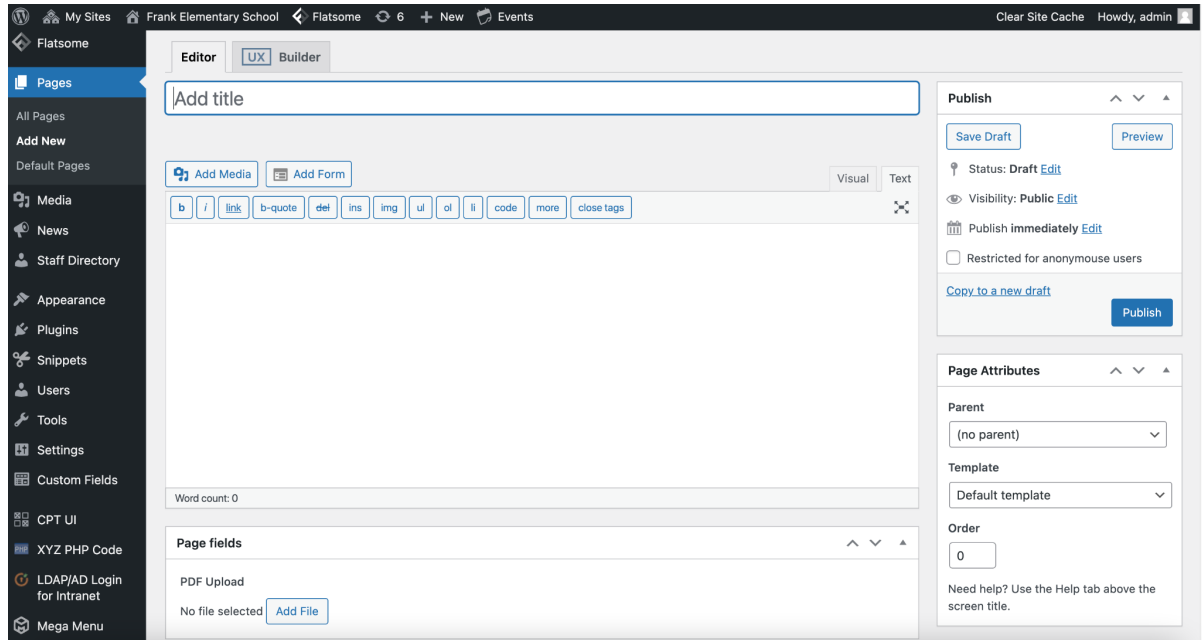 My Sites Frank Elementary School Flatsome 6 + New Events Clear Site Cache Howdy, admin
Flatsome
Pages
All Pages
Add New
Default Pages
Media
News
Staff Directory
Appearance
Plugins
Snippets
Users
Tools
Settings
Custom Fields
CPT UI
PHP XYZ PHP Code
LDAP/AD Login
for Intranet
Mega Menu
Editor UX Builder
Add title
Add Media Add Form Visual Text
b i link b-quote del ins img ul ol li code more close tags
Word count: 0
Page fields
PDF Upload
No file selected Add File
Publish
Save Draft Preview
Status: Draft Edit
Visibility: Public Edit
Publish immediately Edit
Restricted for anonymouse users
Copy to a new draft
Publish
Page Attributes
Parent
(no parent)
Template
Default template
Order
0
Need help? Use the Help tab above the
screen title.